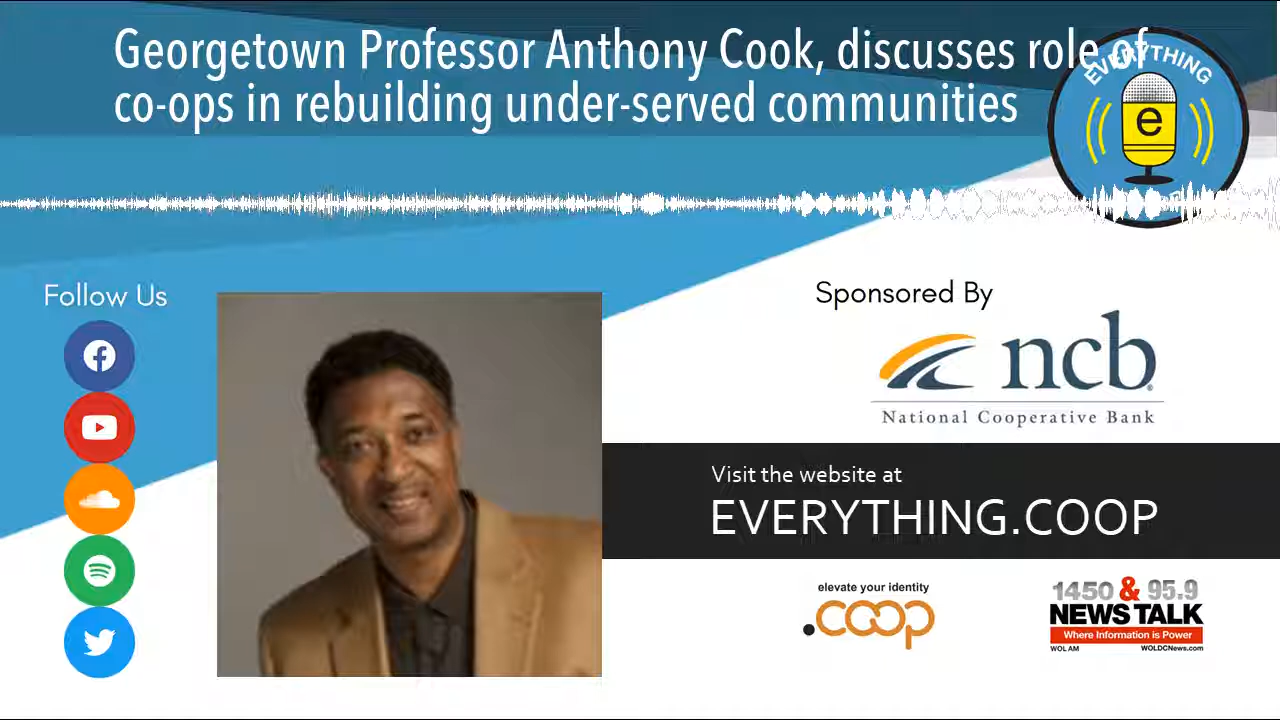 Georgetown Professor Anthony Cook, discusses role of
co-ops in rebuilding under-served communities
EVERYTHING
e
Follow Us
Sponsored By
ncb®
National Cooperative Bank
Visit the website at
EVERYTHING.COOP
elevate your identity
.coop
1450 & 95.9
NEWS TALK
Where Information is Power
WOL AM WOLDCNews.com